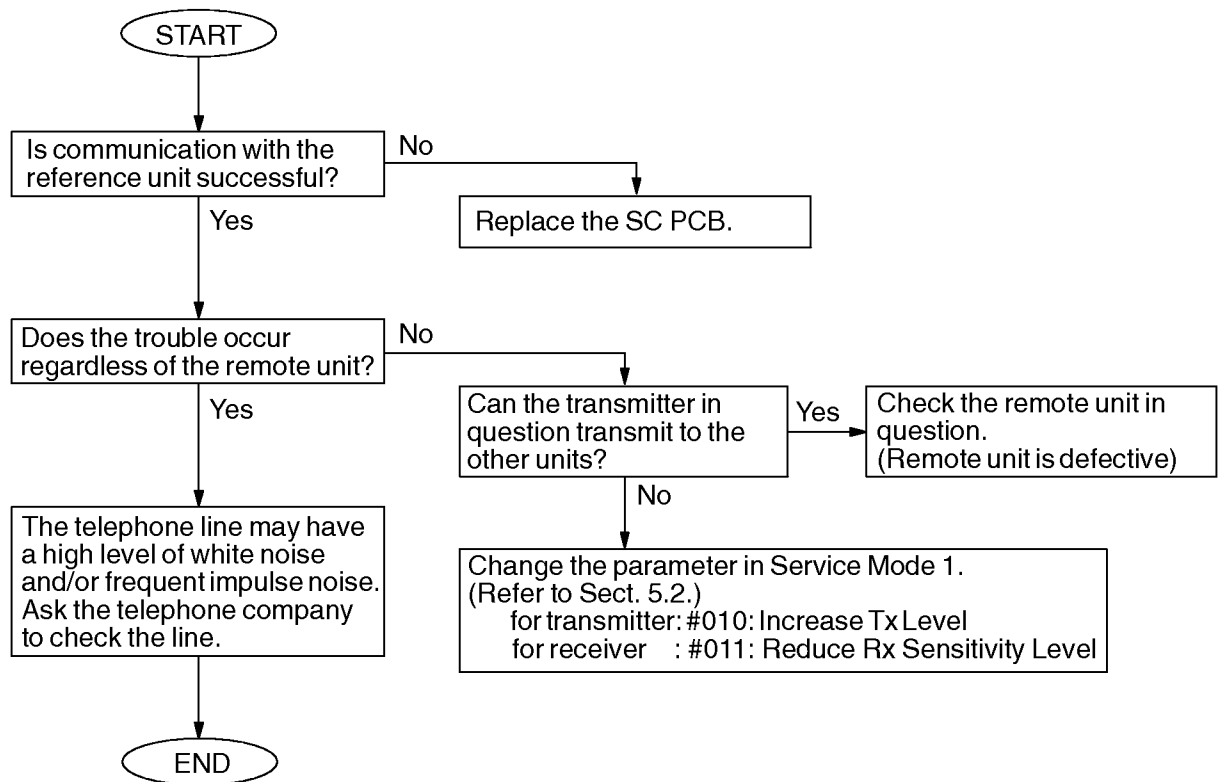 START
Is communication with the
reference unit successful?
No
Yes
Replace the SC PCB.
Does the trouble occur
regardless of the remote unit?
No
Yes
Can the transmitter in
question transmit to the
other units?
Yes
No
Check the remote unit in
question.
(Remote unit is defective)
The telephone line may have
a high level of white noise
and/or frequent impulse noise.
Ask the telephone company
to check the line.
Change the parameter in Service Mode 1.
(Refer to Sect. 5.2.)
for transmitter: #010: Increase Tx Level
for receiver : #011: Reduce Rx Sensitivity Level
END